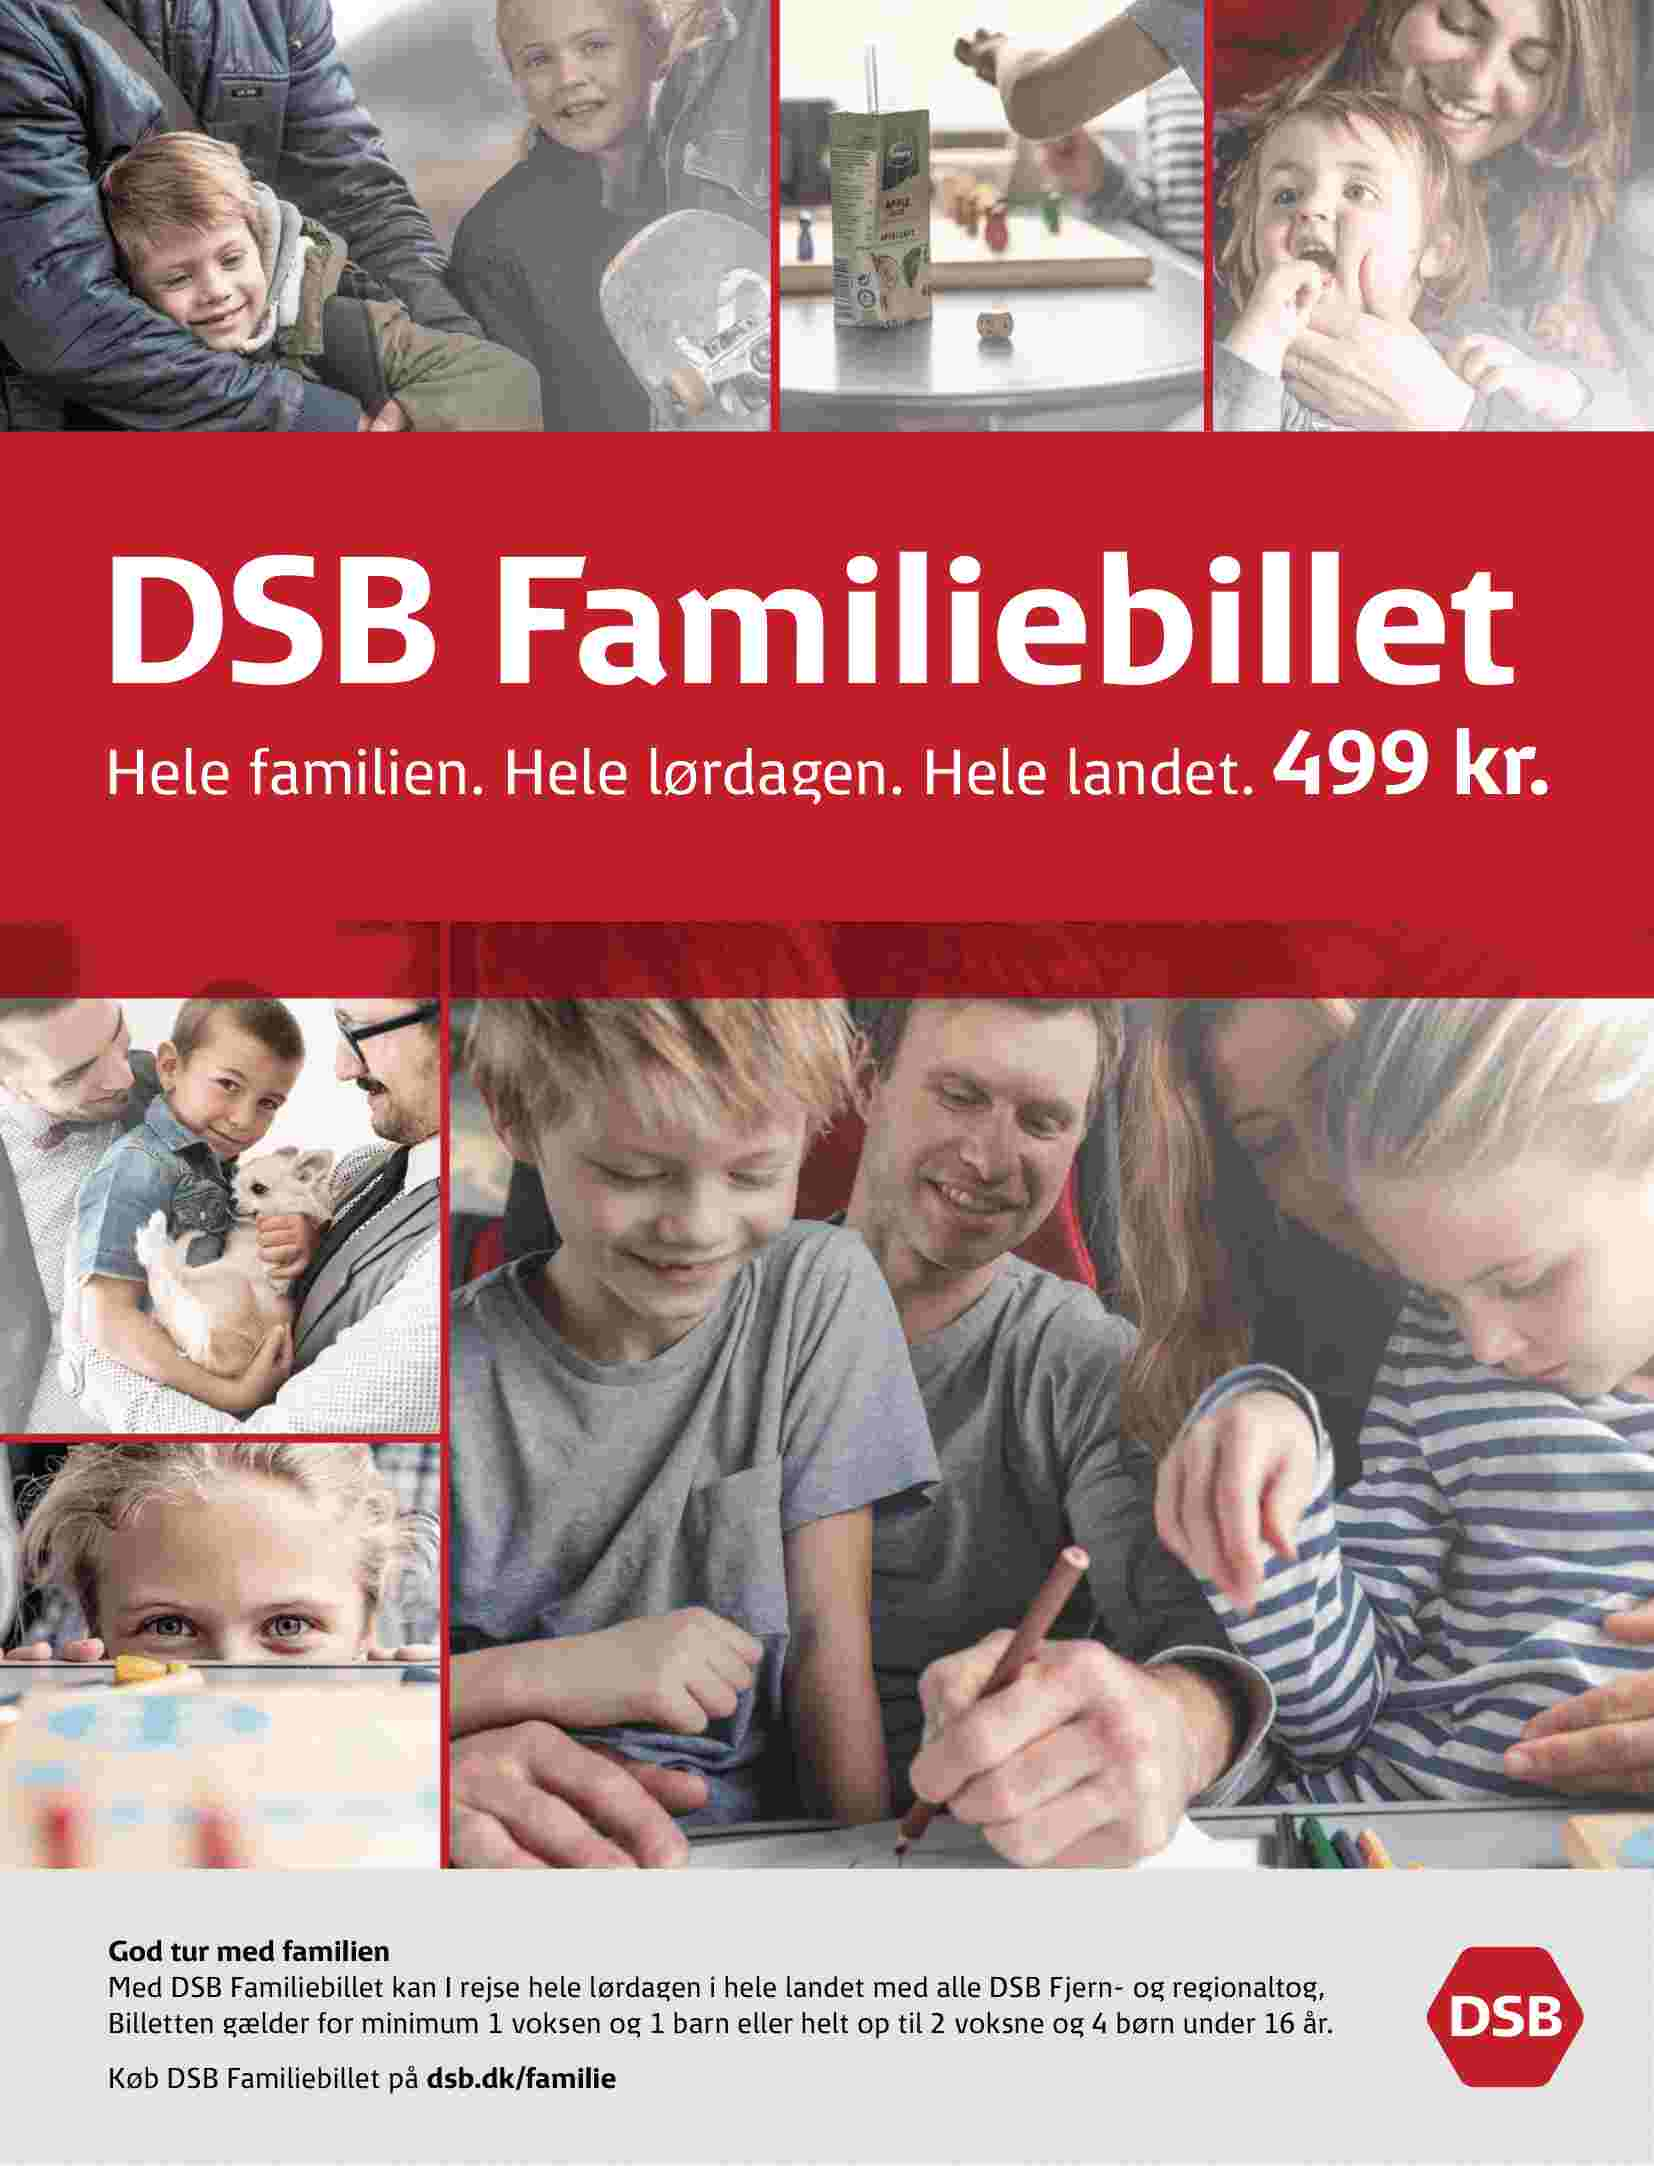 APPLE
DSB Familiebillet
Hele familien. Hele lørdagen. Hele landet. 499 kr.
God tur med familien
Med DSB Familiebillet kan I rejse hele lørdagen i hele landet med alle DSB Fjern- og regionaltog,
Billetten gælder for minimum 1 voksen og 1 barn eller helt op til 2 voksne og 4 børn under 16 år.
Køb DSB Familiebillet på dsb.dk/familie
DSB